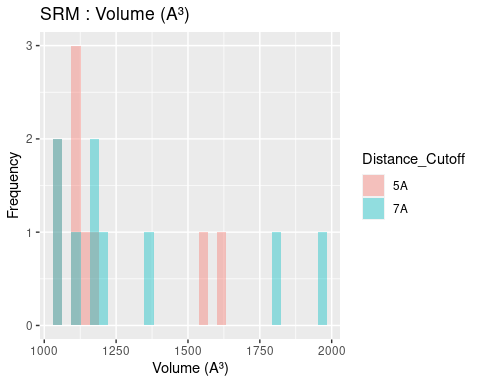 SRM : Volume (A³)
3
2
1
0
Frequency
1000 1250 1500 1750 2000
Volume (A³)
Distance_Cutoff
5A
7A